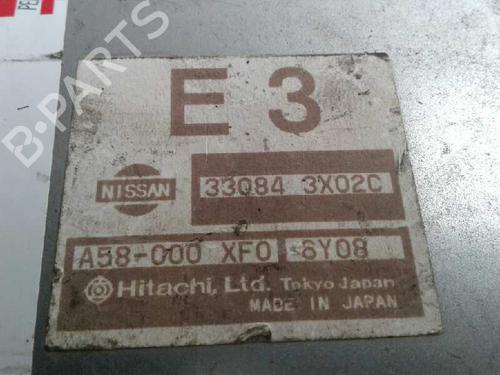 E 3
NISSAN
33084 3X02C
A58-000 XF0 6Y08
Hitachi, Ltd. Tokyo Japan
MADE IN JAPAN
B-PARTS